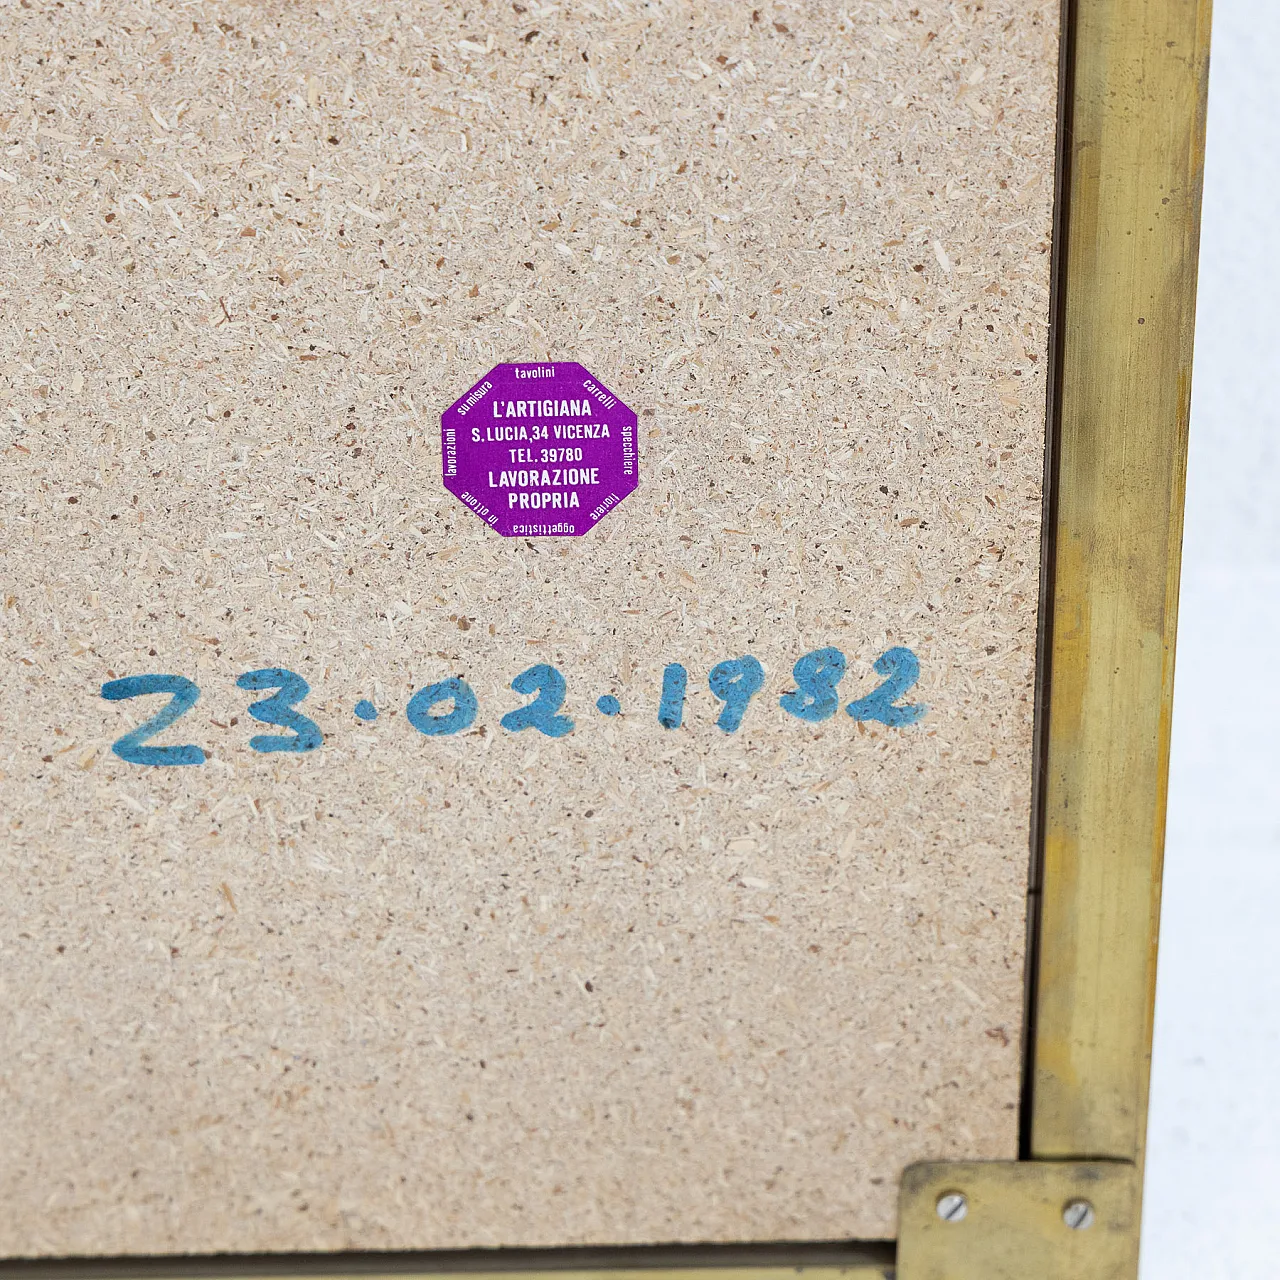 tavolini
carrelli
specchiere
fioriere
oggettistica
in ottone
lavorazioni
su misura
L'ARTIGIANA
S. LUCIA, 34 VICENZA
TEL. 39780
LAVORAZIONE
PROPRIA
23·02·1982